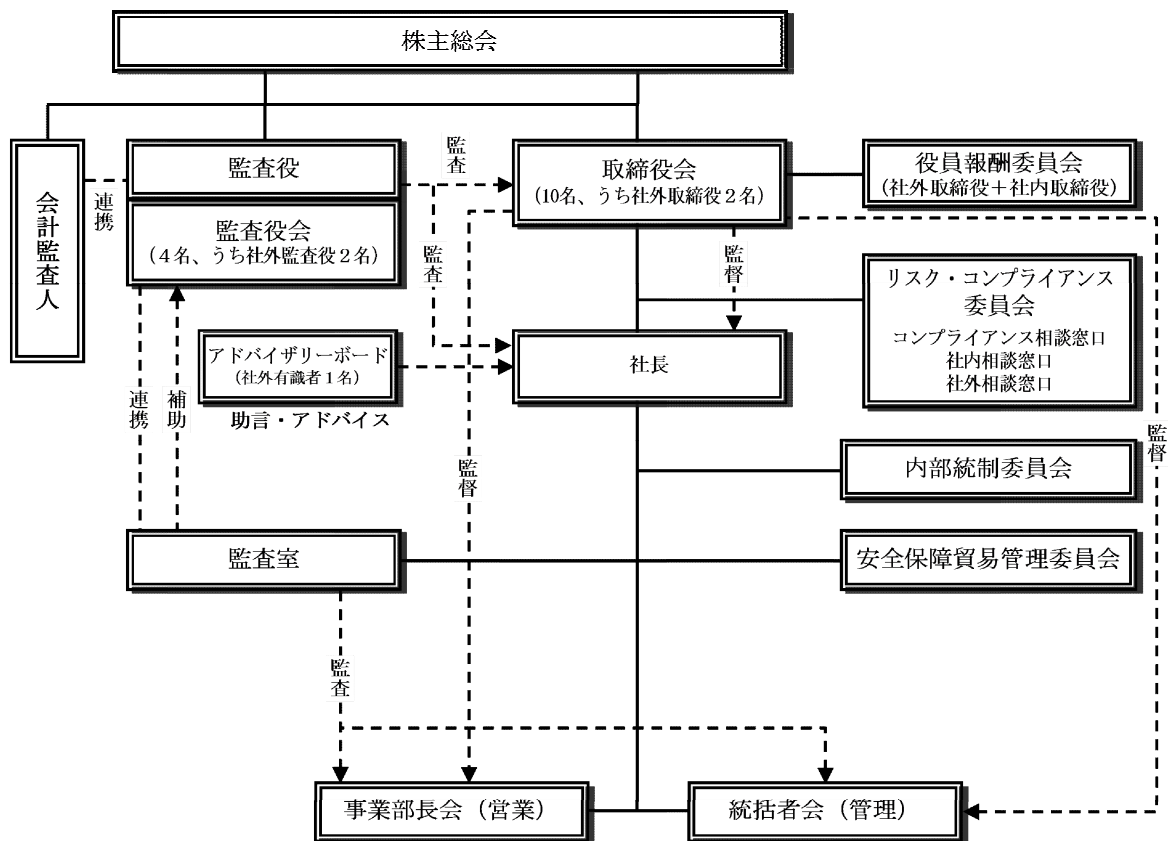 株主総会
会計監査人
連携
監査役
監査役会
(4名、うち社外監査役2名)
監査
監査
取締役会
(10名、うち社外取締役2名)
役員報酬委員会
(社外取締役+社内取締役)
監督
リスク・コンプライアンス
委員会
コンプライアンス相談窓口
社内相談窓口
社外相談窓口
アドバイザリーボード
(社外有識者1名)
助言・アドバイス
社長
連携
補助
監督
監督
内部統制委員会
監査室
安全保障貿易管理委員会
監査
事業部長会(営業)
統括者会(管理)